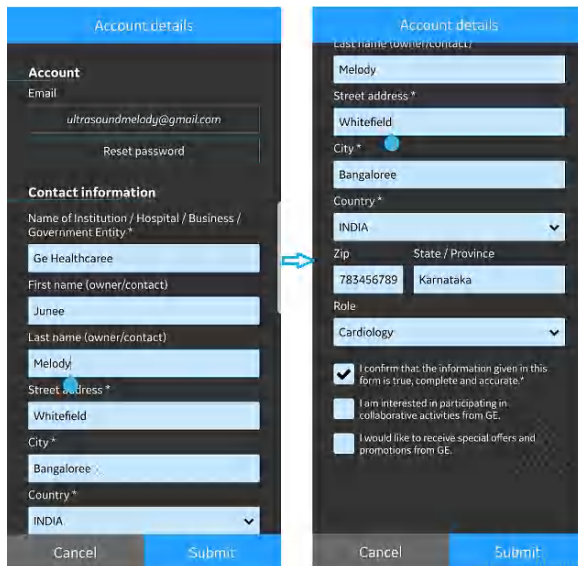 Account details
Account
Email
ultrasoundmelody@gmail.com
Reset password
Contact information
Name of Institution / Hospital / Business /
Government Entity *
Ge Healthcaree
First name (owner/contact)
Junee
Last name (owner/contact)
Melody
Street address *
Whitefield
City *
Bangaloree
Country *
INDIA
Cancel Submit
Account details
Last name (owner/contact)
Melody
Street address *
Whitefield
City *
Bangaloree
Country *
INDIA
Zip State / Province
783456789 Karnataka
Role
Cardiology
I confirm that the information given in this
form is true, complete and accurate.*
I am interested in participating in
collaborative activities from GE.
I would like to receive special offers and
promotions from GE.
Cancel Submit